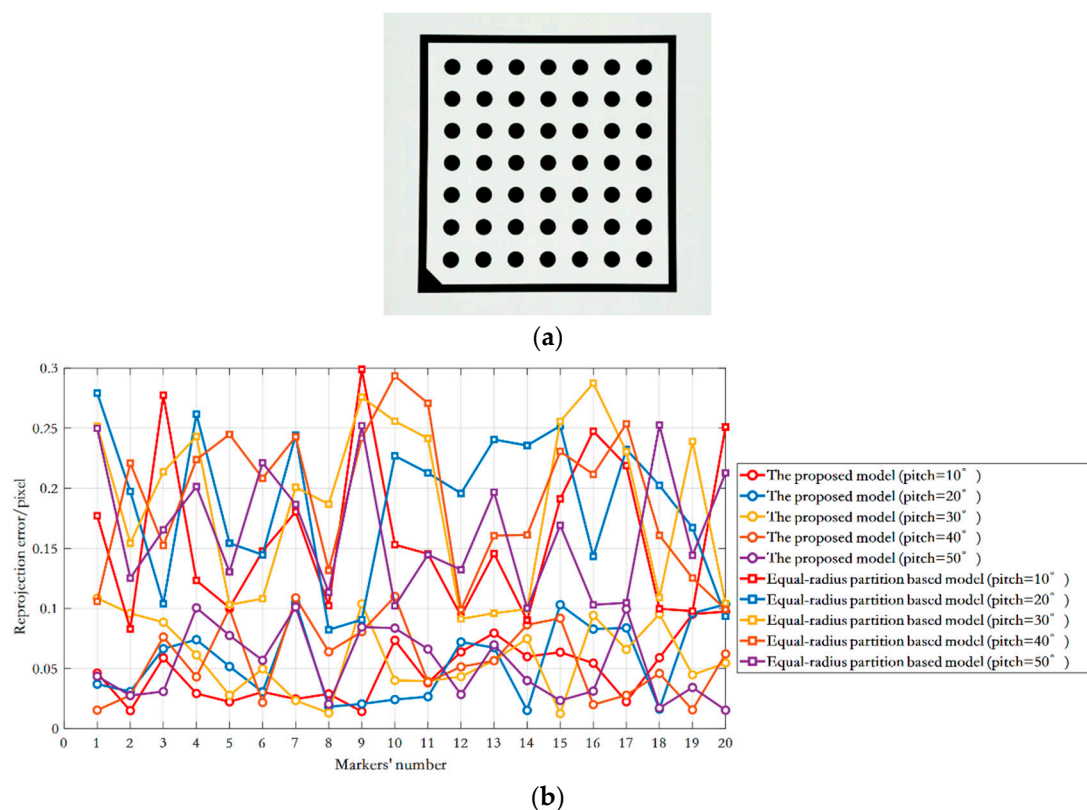 (a)
0.3
0.25
0.2
0.15
0.1
0.05
0
Reprojection error/pixel
0 1 2 3 4 5 6 7 8 9 10 11 12 13 14 15 16 17 18 19 20
Markers' number
The proposed model (pitch=10°)
The proposed model (pitch=20°)
The proposed model (pitch=30°)
The proposed model (pitch=40°)
The proposed model (pitch=50°)
Equal-radius partition based model (pitch=10°)
Equal-radius partition based model (pitch=20°)
Equal-radius partition based model (pitch=30°)
Equal-radius partition based model (pitch=40°)
Equal-radius partition based model (pitch=50°)
(b)